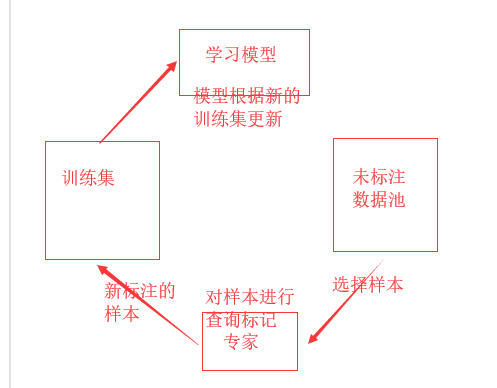 学习模型
模型根据新的
训练集更新
训练集
未标注
数据池
新标注的
样本
对样本进行
查询标记
专家
选择样本